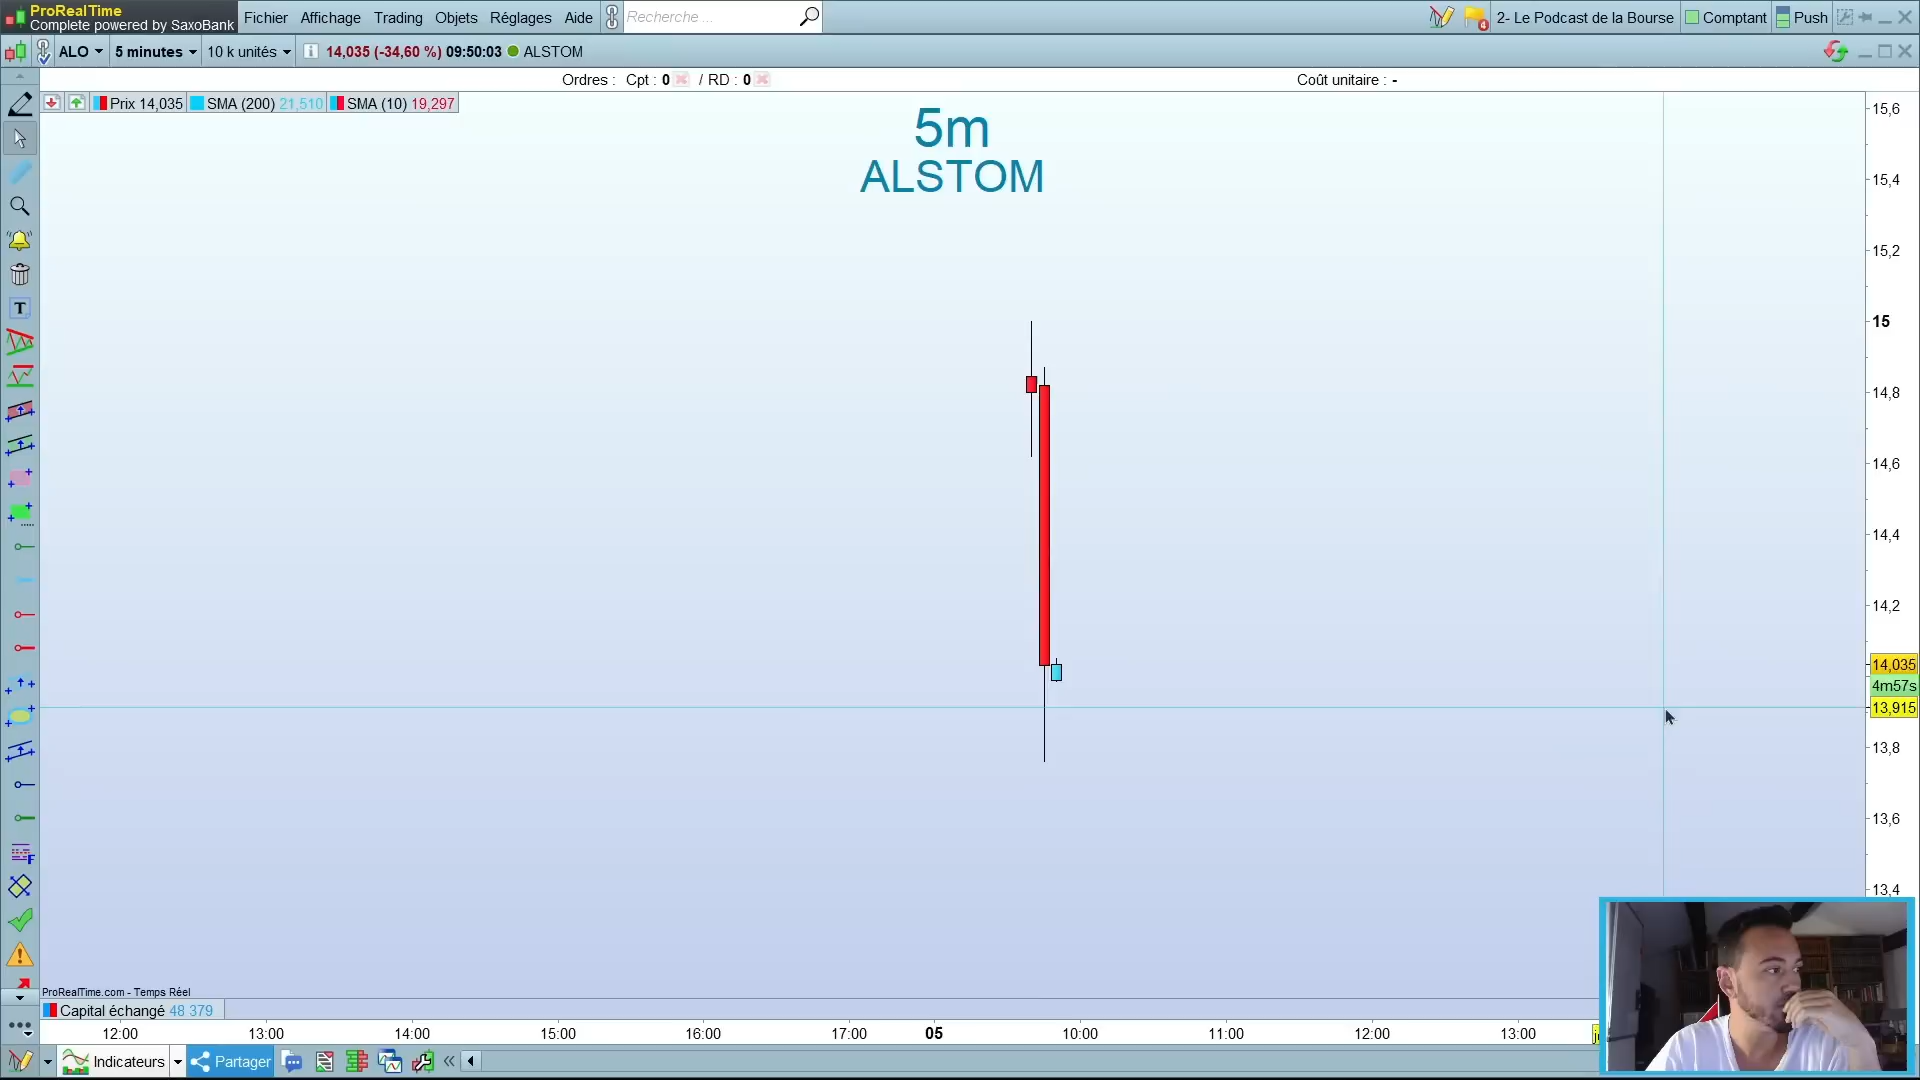 ProRealTime
Complete powered by SaxoBank
Fichier Affichage Trading Objets Réglages Aide
Recherche ...
4
2- Le Podcast de la Bourse
Comptant
Push
ALO
5 minutes
10 k unités
i
14,035 (-34,60 %) 09:50:03
ALSTOM
Ordres : Cpt : 0 / RD : 0
Coût unitaire : -
Prix 14,035
SMA (200) 21,510
SMA (10) 19,297
5m
ALSTOM
T
F
15,6
15,4
15,2
15
14,8
14,6
14,4
14,2
14,035
4m57s
13,915
13,8
13,6
13,4
ProRealTime.com - Temps Réel
Capital échangé 48 379
12:00 13:00 14:00 15:00 16:00 17:00 05 10:00 11:00 12:00 13:00
Indicateurs
Partager